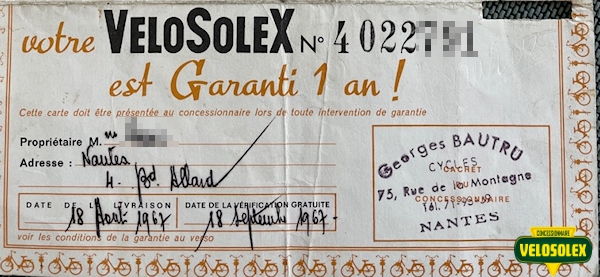 votre VELOSOLEX N° 4022
est Garanti 1 an !
Cette carte doit être présentée au concessionnaire lors de toute intervention de garantie
Propriétaire M.
Adresse : Nantes
4. Bd. Allard
DATE DE LIVRAISON
18 Août 1967
DATE DE LA VÉRIFICATION GRATUITE
18 Septembre 1967
voir les conditions de la garantie au verso
Georges BAUTRU
CYCLES
CACHET
75, Rue de la Montagne
DU
CONCESSIONNAIRE
NANTES
CONCESSIONNAIRE
VELOSOLEX